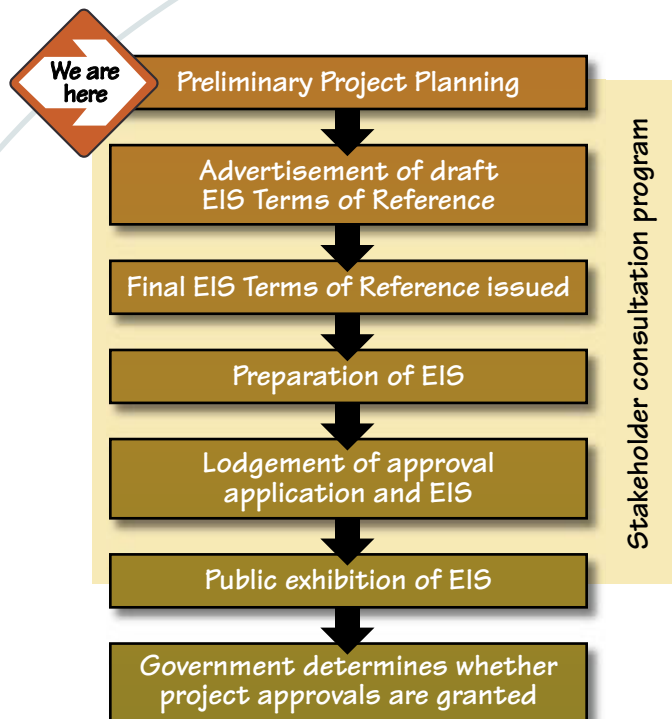 We are
here
Preliminary Project Planning
Advertisement of draft
EIS Terms of Reference
Final EIS Terms of Reference issued
Preparation of EIS
Lodgement of approval
application and EIS
Public exhibition of EIS
Government determines whether
project approvals are granted
Stakeholder consultation program